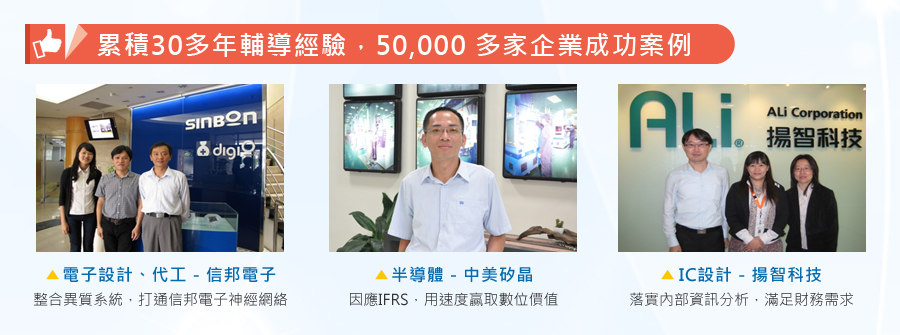 累積30多年輔導經驗，50,000 多家企業成功案例
SINBON
digiO
ALi
®
ALi Corporation
揚智科技
▲電子設計、代工 - 信邦電子
整合異質系統，打通信邦電子神經網絡
▲半導體 - 中美矽晶
因應IFRS，用速度贏取數位價值
▲IC設計 - 揚智科技
落實內部資訊分析，滿足財務需求